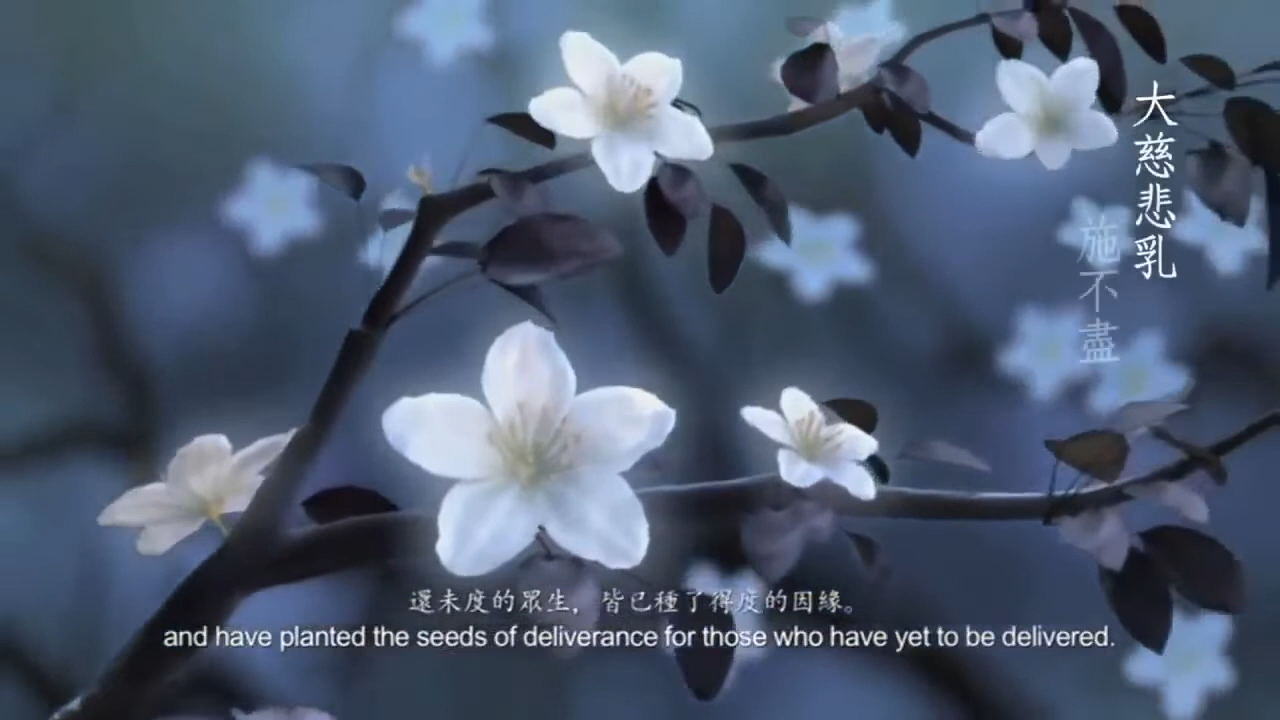 大慈悲乳
施不盡
還未度的眾生，皆已種了得度的因緣。
and have planted the seeds of deliverance for those who have yet to be delivered.